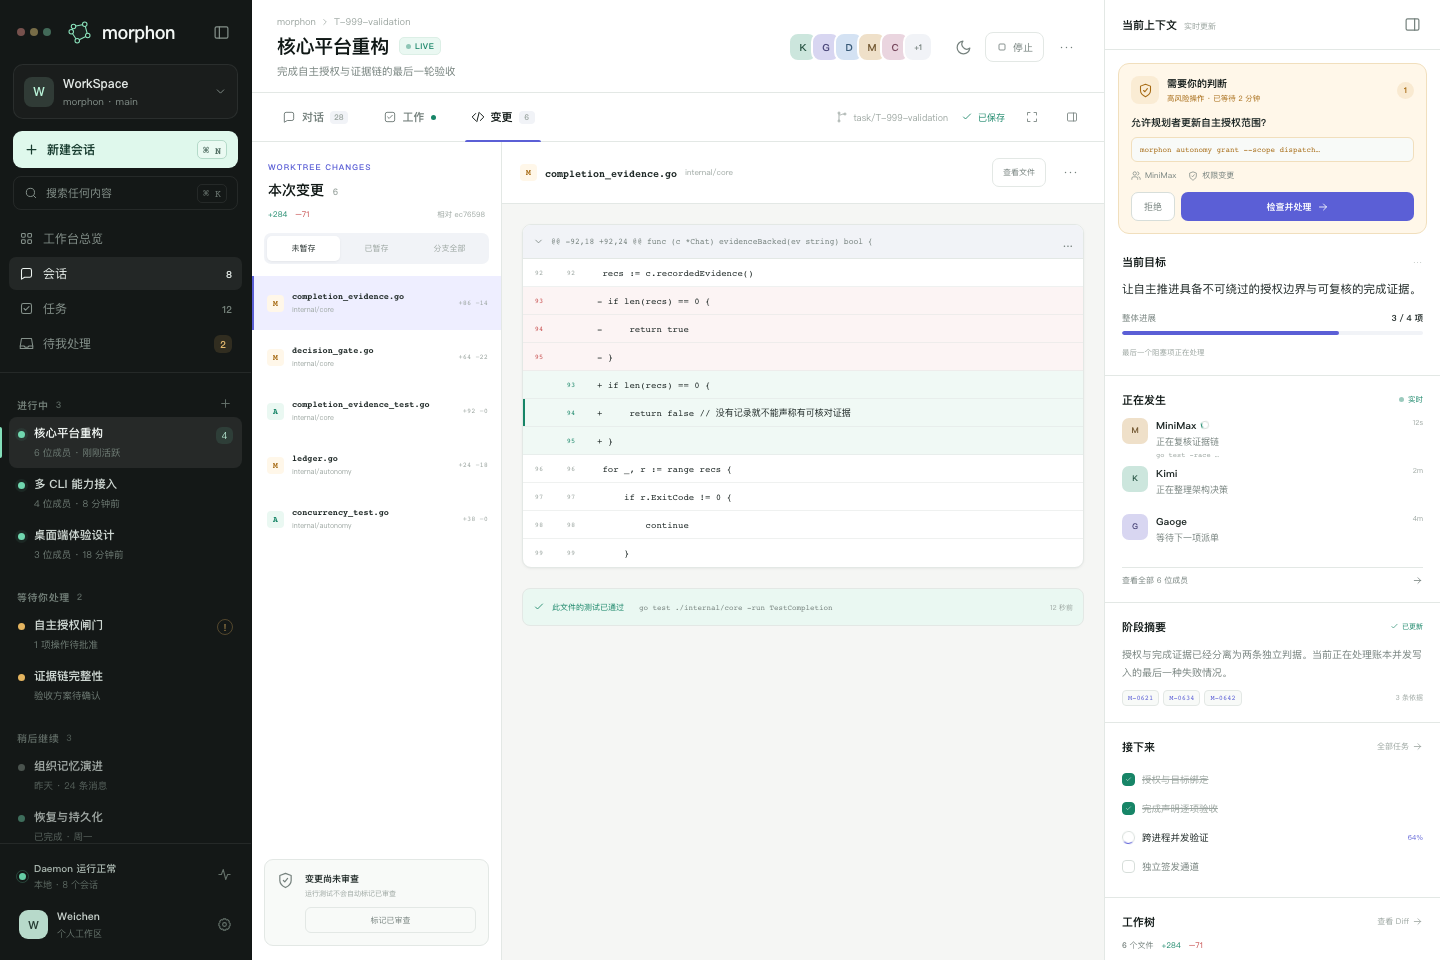 morphon
W
WorkSpace
morphon · main
新建会话
⌘ N
搜索任何内容
⌘ K
工作台总览
会话
8
任务
12
待我处理
2
进行中 3
核心平台重构
4
6 位成员 · 刚刚活跃
多 CLI 能力接入
4 位成员 · 8 分钟前
桌面端体验设计
3 位成员 · 18 分钟前
等待你处理 2
自主授权闸门
1 项操作待批准
证据链完整性
验收方案待确认
稍后继续 3
组织记忆演进
昨天 · 24 条消息
恢复与持久化
已完成 · 周一
Daemon 运行正常
本地 · 8 个会话
W
Weichen
个人工作区
morphon > T-999-validation
核心平台重构
LIVE
完成自主授权与证据链的最后一轮验收
K G D M C +1
停止
对话 28
工作
变更 6
task/T-999-validation
已保存
WORKTREE CHANGES
本次变更 6
+284 −71
相对 ec76598
未暂存
已暂存
分支全部
M
completion_evidence.go
internal/core
+86 −14
M
decision_gate.go
internal/core
+64 −22
A
completion_evidence_test.go
internal/core
+92 −0
M
ledger.go
internal/autonomy
+24 −18
A
concurrency_test.go
internal/autonomy
+38 −0
变更尚未审查
运行测试不会自动标记已审查
标记已审查
M
completion_evidence.go internal/core
查看文件
@@ −92,18 +92,24 @@ func (c *Chat) evidenceBacked(ev string) bool {
92 92 recs := c.recordedEvidence()
93 − if len(recs) == 0 {
94 − return true
95 − }
93 + if len(recs) == 0 {
94 + return false // 没有记录就不能声称有可核对证据
95 + }
96 96 for _, r := range recs {
97 97 if r.ExitCode != 0 {
98 98 continue
99 99 }
此文件的测试已通过 go test ./internal/core −run TestCompletion
12 秒前
当前上下文 实时更新
需要你的判断
高风险操作 · 已等待 2 分钟
1
允许规划者更新自主授权范围?
morphon autonomy grant −−scope dispatch…
MiniMax 权限变更
拒绝
检查并处理
当前目标
让自主推进具备不可绕过的授权边界与可复核的完成证据。
整体进展
3 / 4 项
最后一个阻塞项正在处理
正在发生
实时
M
MiniMax
12s
正在复核证据链
go test −race …
K
Kimi
2m
正在整理架构决策
G
Gaoge
4m
等待下一项派单
查看全部 6 位成员
阶段摘要
已更新
授权与完成证据已经分离为两条独立判据。当前正在处理账本并发写
入的最后一种失败情况。
M-0621 M-0634 M-0642
3 条依据
接下来
全部任务
授权与目标绑定
完成声明逐项验收
跨进程并发验证
64%
独立签发通道
工作树
查看 Diff
6 个文件 +284 −71